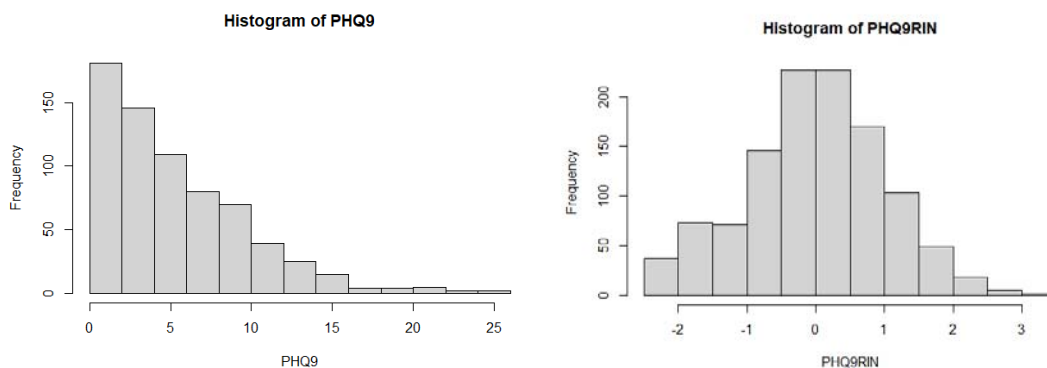 Histogram of PHQ9
Frequency
0
50
100
150
0 5 10 15 20 25
PHQ9
Histogram of PHQ9RIN
Frequency
0
50
100
150
200
-2 -1 0 1 2 3
PHQ9RIN